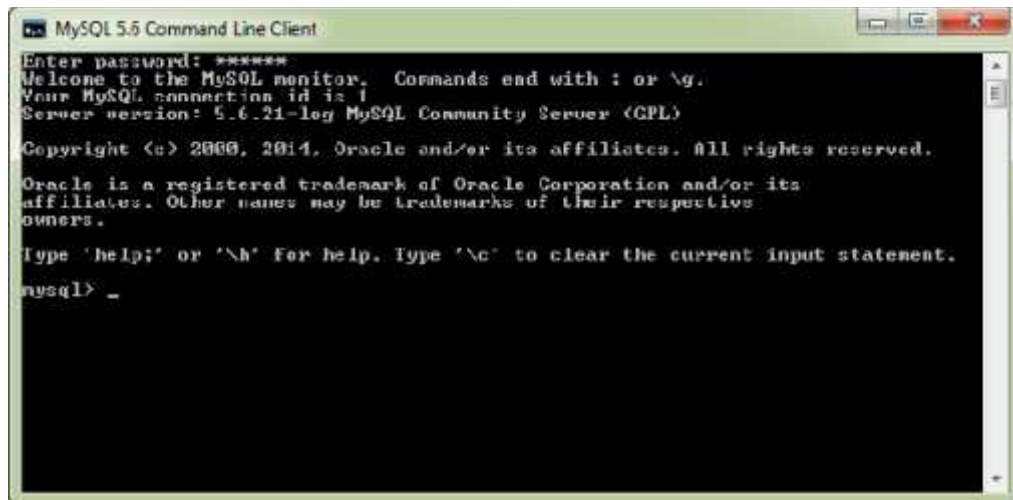 MySQL 5.6 Command Line Client
Enter password: ******
Welcome to the MySQL monitor.  Commands end with ; or \g.
Your MySQL connection id is 1
Server version: 5.6.21-log MySQL Community Server (GPL)
Copyright (c) 2000, 2014, Oracle and/or its affiliates. All rights reserved.
Oracle is a registered trademark of Oracle Corporation and/or its
affiliates. Other names may be trademarks of their respective
owners.
Type 'help;' or '\h' for help. Type '\c' to clear the current input statement.
mysql> _